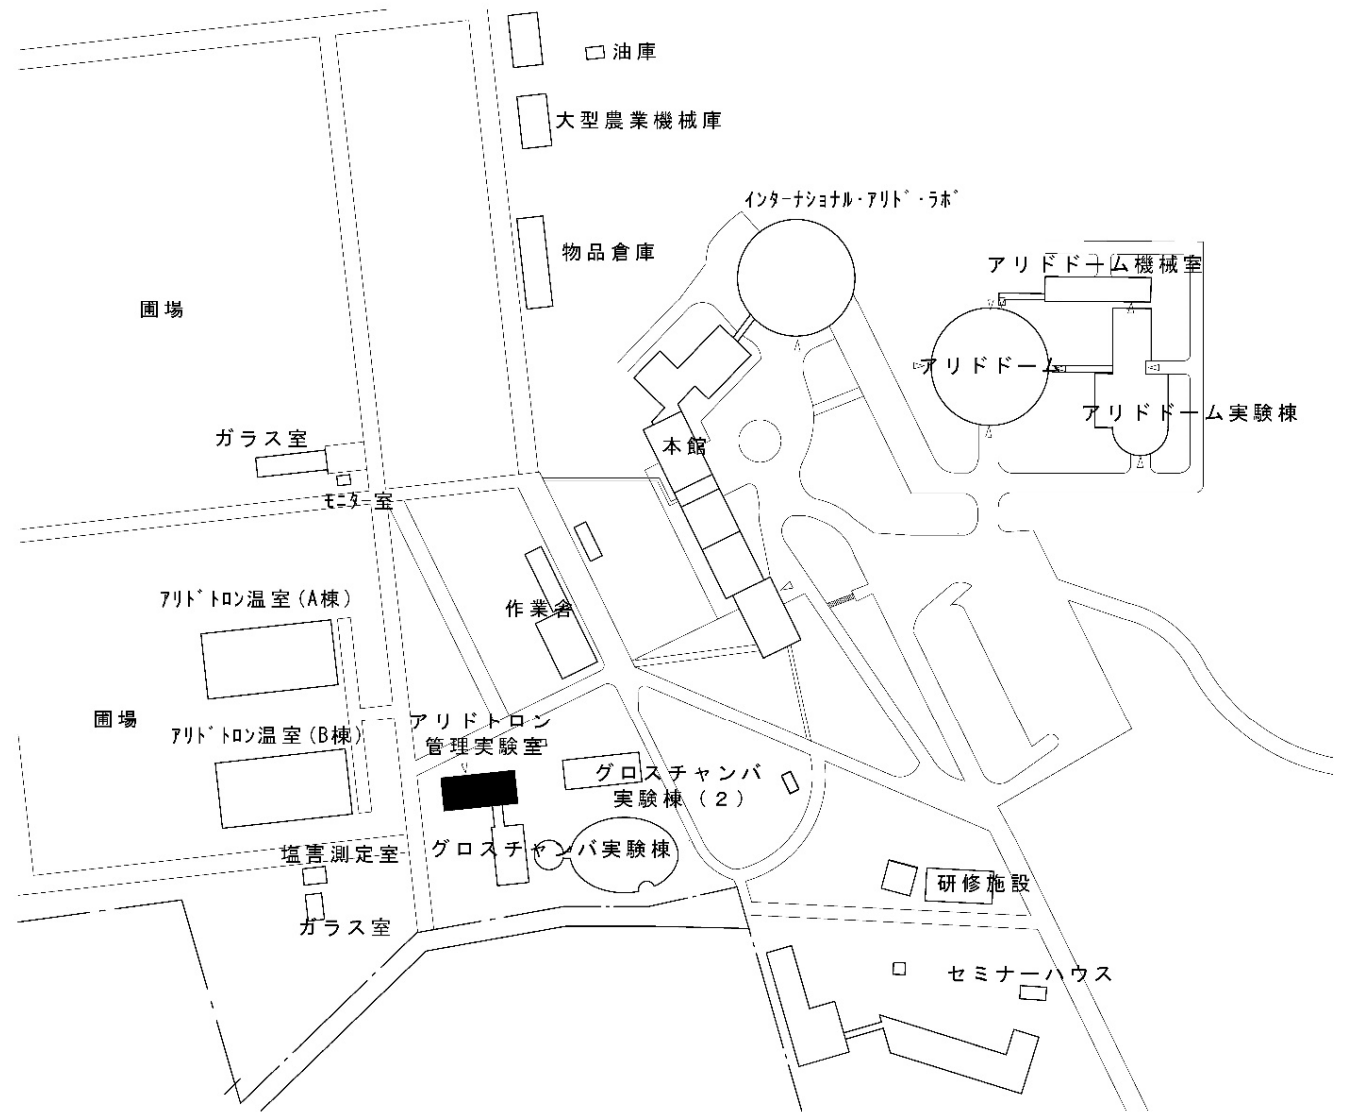 油庫
大型農業機械庫
インターナショナル・アリド・ラボ
物品倉庫
アリドドーム機械室
圃場
アリドドーム
アリドドーム実験棟
ガラス室
本館
モニター室
アリドトロン温室(A棟)
作業舎
圃場
アリドトロン
管理実験室
アリドトロン温室(B棟)
グロスチャンバ
実験棟(2)
塩害測定室
グロスチャンバ実験棟
研修施設
ガラス室
セミナーハウス